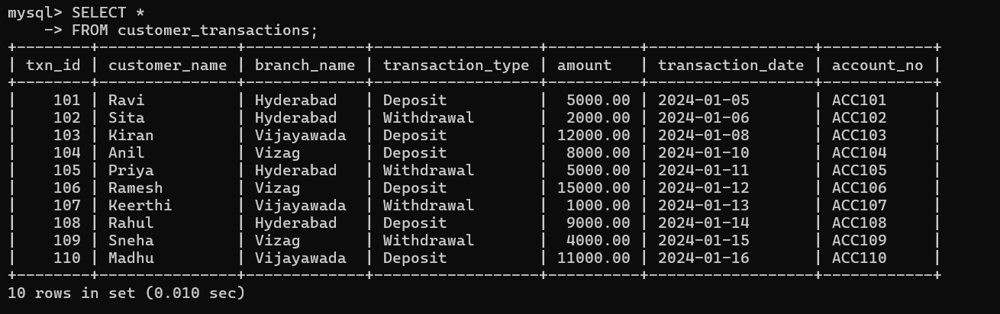 mysql> SELECT *
    -> FROM customer_transactions;
+--------+---------------+-------------+------------------+----------+------------------+------------+
| txn_id | customer_name | branch_name | transaction_type | amount   | transaction_date | account_no |
+--------+---------------+-------------+------------------+----------+------------------+------------+
|    101 | Ravi          | Hyderabad   | Deposit          |  5000.00 | 2024-01-05       | ACC101     |
|    102 | Sita          | Hyderabad   | Withdrawal       |  2000.00 | 2024-01-06       | ACC102     |
|    103 | Kiran         | Vijayawada  | Deposit          | 12000.00 | 2024-01-08       | ACC103     |
|    104 | Anil          | Vizag       | Deposit          |  8000.00 | 2024-01-10       | ACC104     |
|    105 | Priya         | Hyderabad   | Withdrawal       |  5000.00 | 2024-01-11       | ACC105     |
|    106 | Ramesh        | Vizag       | Deposit          | 15000.00 | 2024-01-12       | ACC106     |
|    107 | Keerthi       | Vijayawada  | Withdrawal       |  1000.00 | 2024-01-13       | ACC107     |
|    108 | Rahul         | Hyderabad   | Deposit          |  9000.00 | 2024-01-14       | ACC108     |
|    109 | Sneha         | Vizag       | Withdrawal       |  4000.00 | 2024-01-15       | ACC109     |
|    110 | Madhu         | Vijayawada  | Deposit          | 11000.00 | 2024-01-16       | ACC110     |
+--------+---------------+-------------+------------------+----------+------------------+------------+
10 rows in set (0.010 sec)